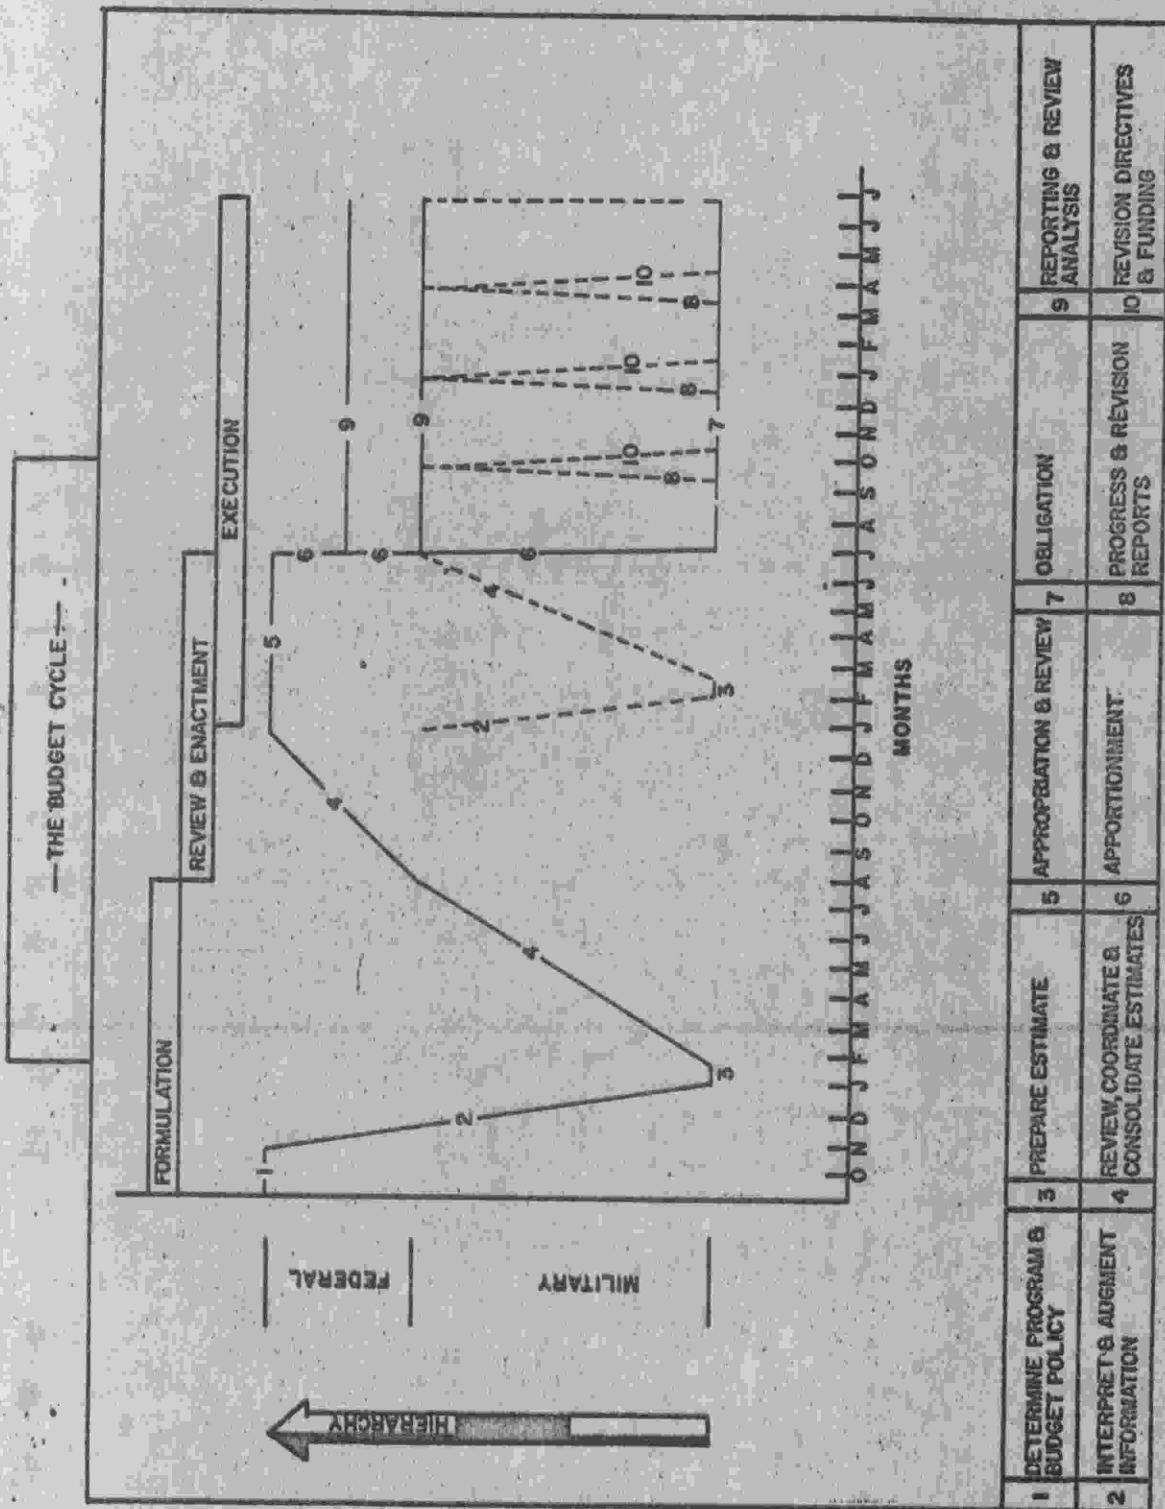 THE BUDGET CYCLE
FORMULATION
REVIEW & ENACTMENT
EXECUTION
HIERARCHY
FEDERAL
MILITARY
1
2
3
4
4
5
2
3
4
6
6
6
9
9
7
8
10
8
10
8
10
O N D J F M A M J J A S O N D J F M A M J J A S O N D J F M A M J J
MONTHS
1 DETERMINE PROGRAM &
BUDGET POLICY
2 INTERPRET & AUGMENT
INFORMATION
3 PREPARE ESTIMATE
4 REVIEW, COORDINATE &
CONSOLIDATE ESTIMATES
5 APPROPRIATION & REVIEW
6 APPORTIONMENT
7 OBLIGATION
8 PROGRESS & REVISION
REPORTS
9 REPORTING & REVIEW
ANALYSIS
10 REVISION DIRECTIVES
& FUNDING